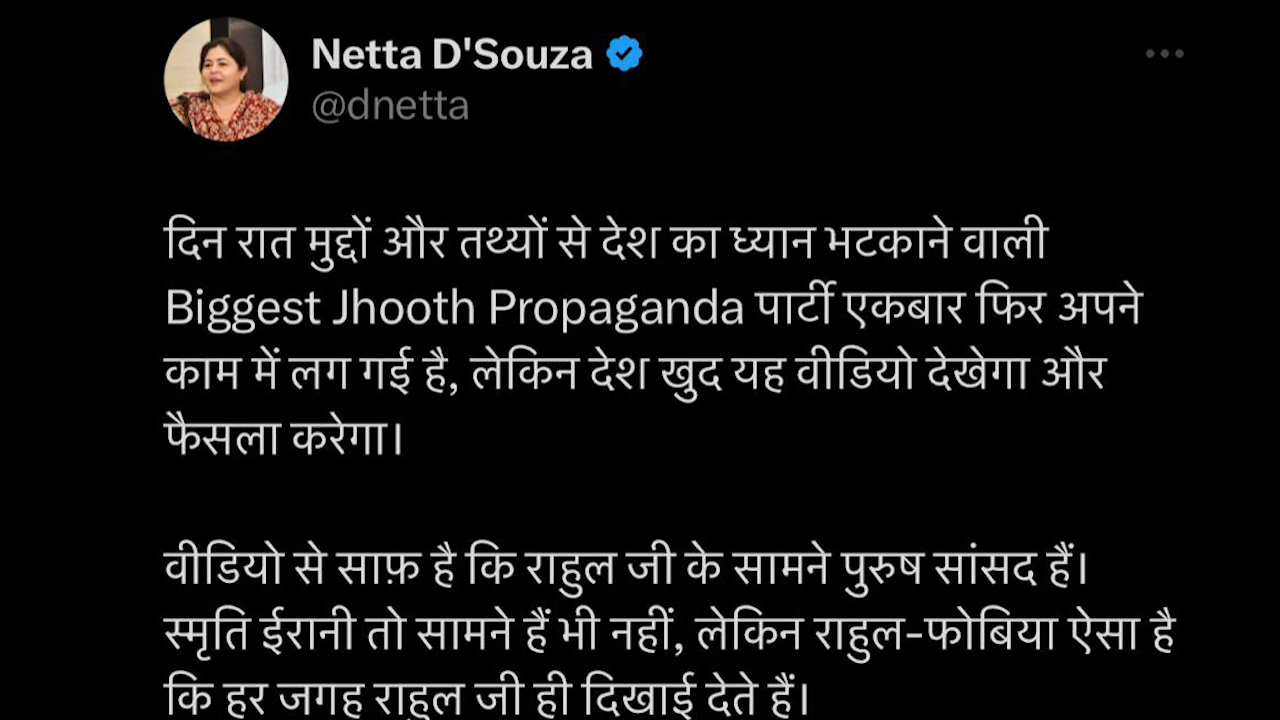 Netta D'Souza
@dnetta
दिन रात मुद्दों और तथ्यों से देश का ध्यान भटकाने वाली
Biggest Jhooth Propaganda पार्टी एकबार फिर अपने
काम में लग गई है, लेकिन देश खुद यह वीडियो देखेगा और
फैसला करेगा।
वीडियो से साफ़ है कि राहुल जी के सामने पुरुष सांसद हैं।
स्मृति ईरानी तो सामने हैं भी नहीं, लेकिन राहुल-फोबिया ऐसा है
कि हर जगह राहुल जी ही दिखाई देते हैं।